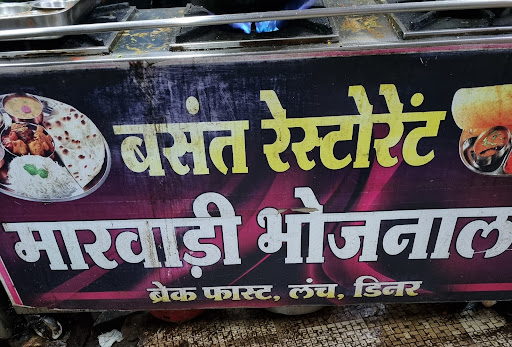 बसंत रेस्टोरेंट
मारवाड़ी भोजनाल
ब्रेक फास्ट, लंच, डिनर